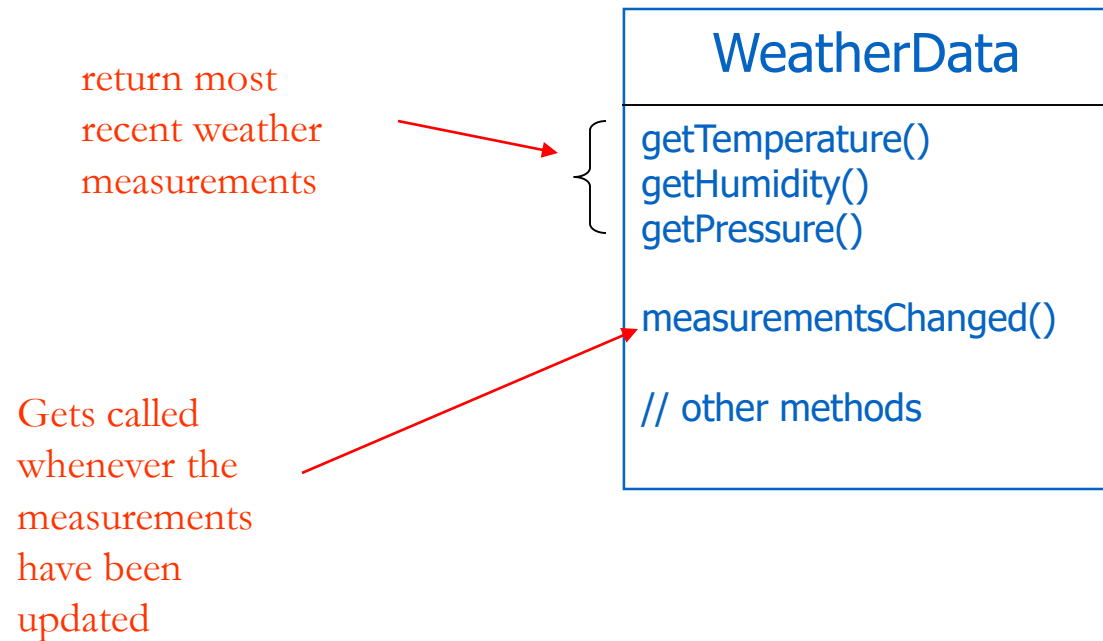 WeatherData
return most
recent weather
measurements
getTemperature()
getHumidity()
getPressure()
measurementsChanged()
// other methods
Gets called
whenever the
measurements
have been
updated